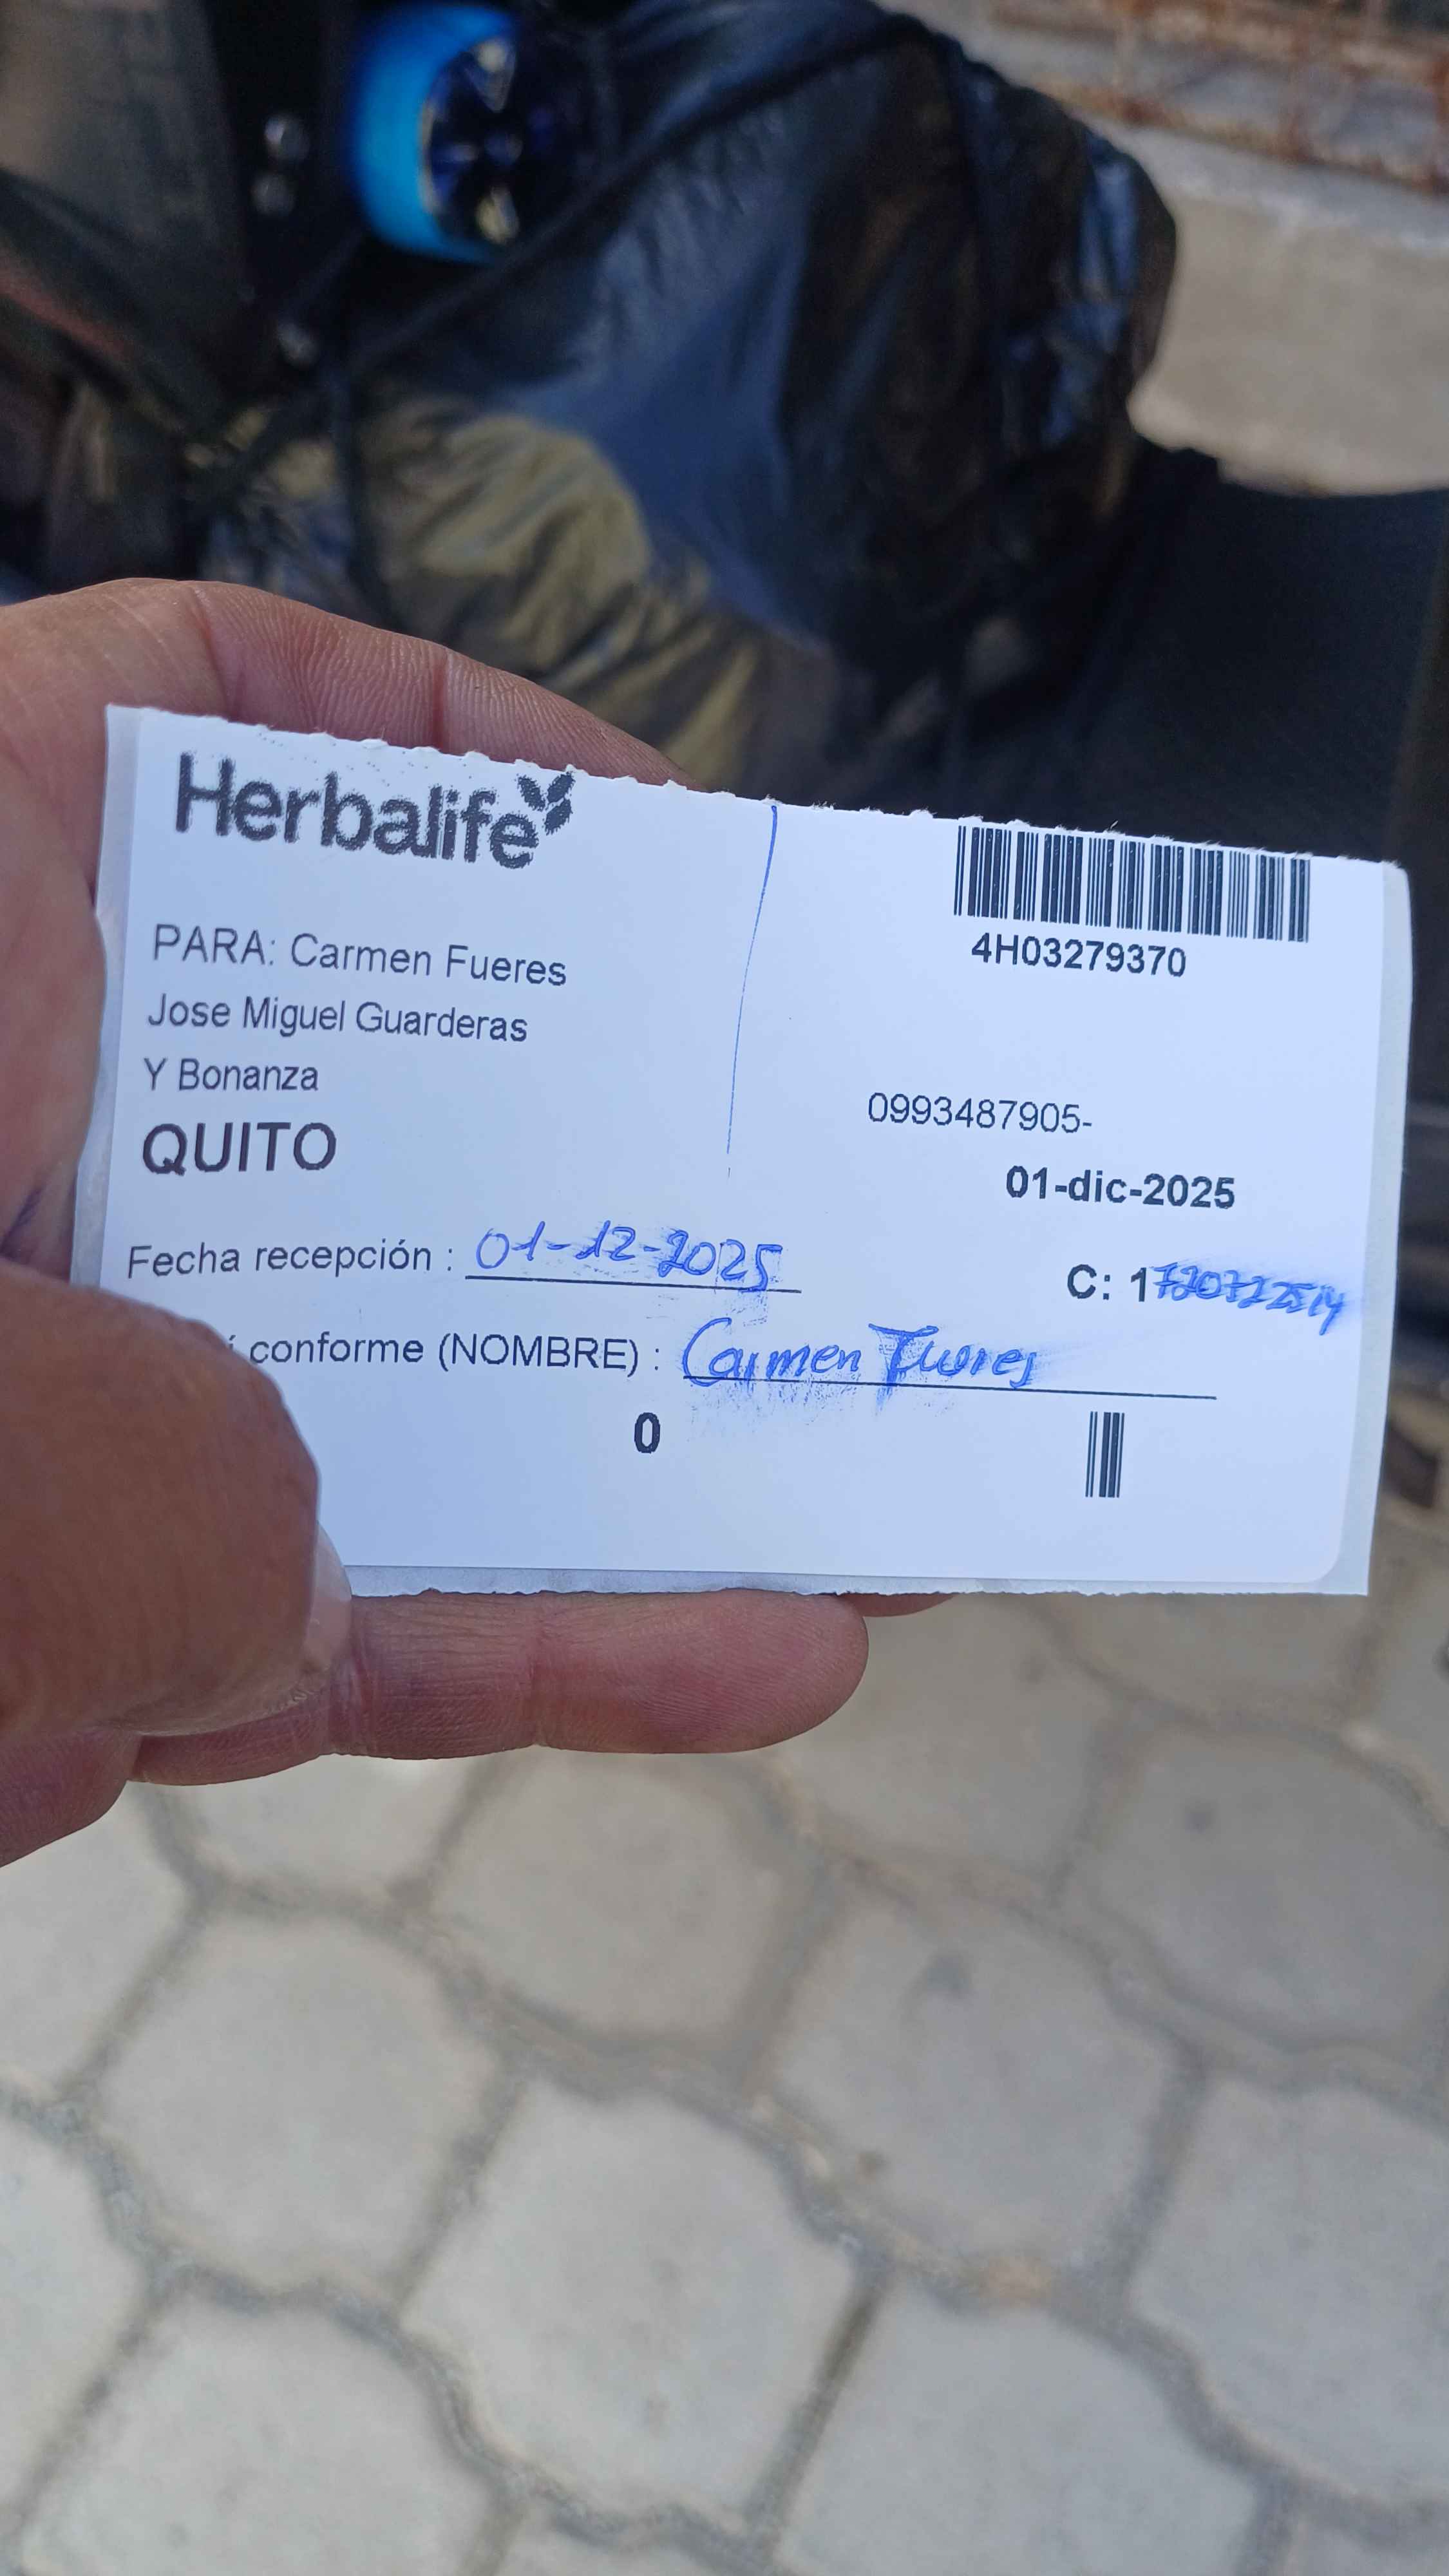 Herbalife
4H03279370
PARA: Carmen Fueres
Jose Miguel Guarderas
Y Bonanza
QUITO
0993487905-
01-dic-2025
Fecha recepción : 01-12-2025
C: 1
conforme (NOMBRE) : Carmen Fueres
0